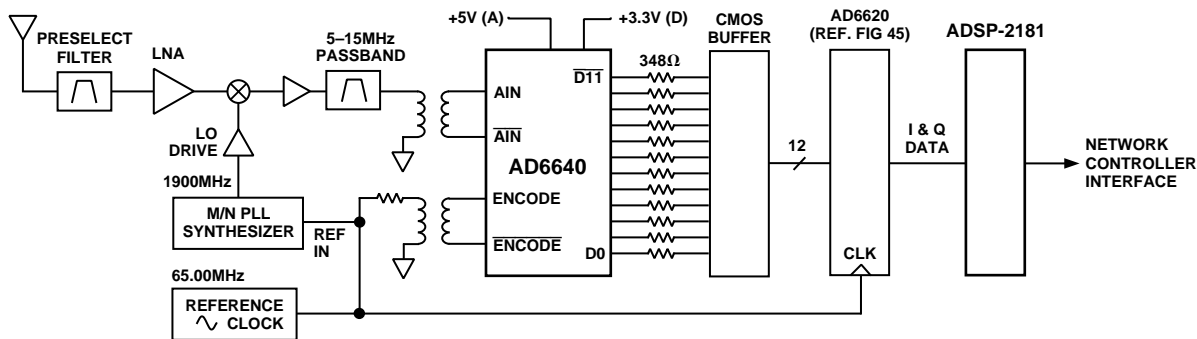 PRESELECT
FILTER
LNA
5–15MHz
PASSBAND
+5V (A)
+3.3V (D)
CMOS
BUFFER
AD6620
(REF. FIG 45)
ADSP-2181
348Ω
D11
AIN
AIN
AD6640
ENCODE
ENCODE
D0
12
CLK
I & Q
DATA
NETWORK
CONTROLLER
INTERFACE
LO
DRIVE
1900MHz
M/N PLL
SYNTHESIZER
REF
IN
65.00MHz
REFERENCE
CLOCK